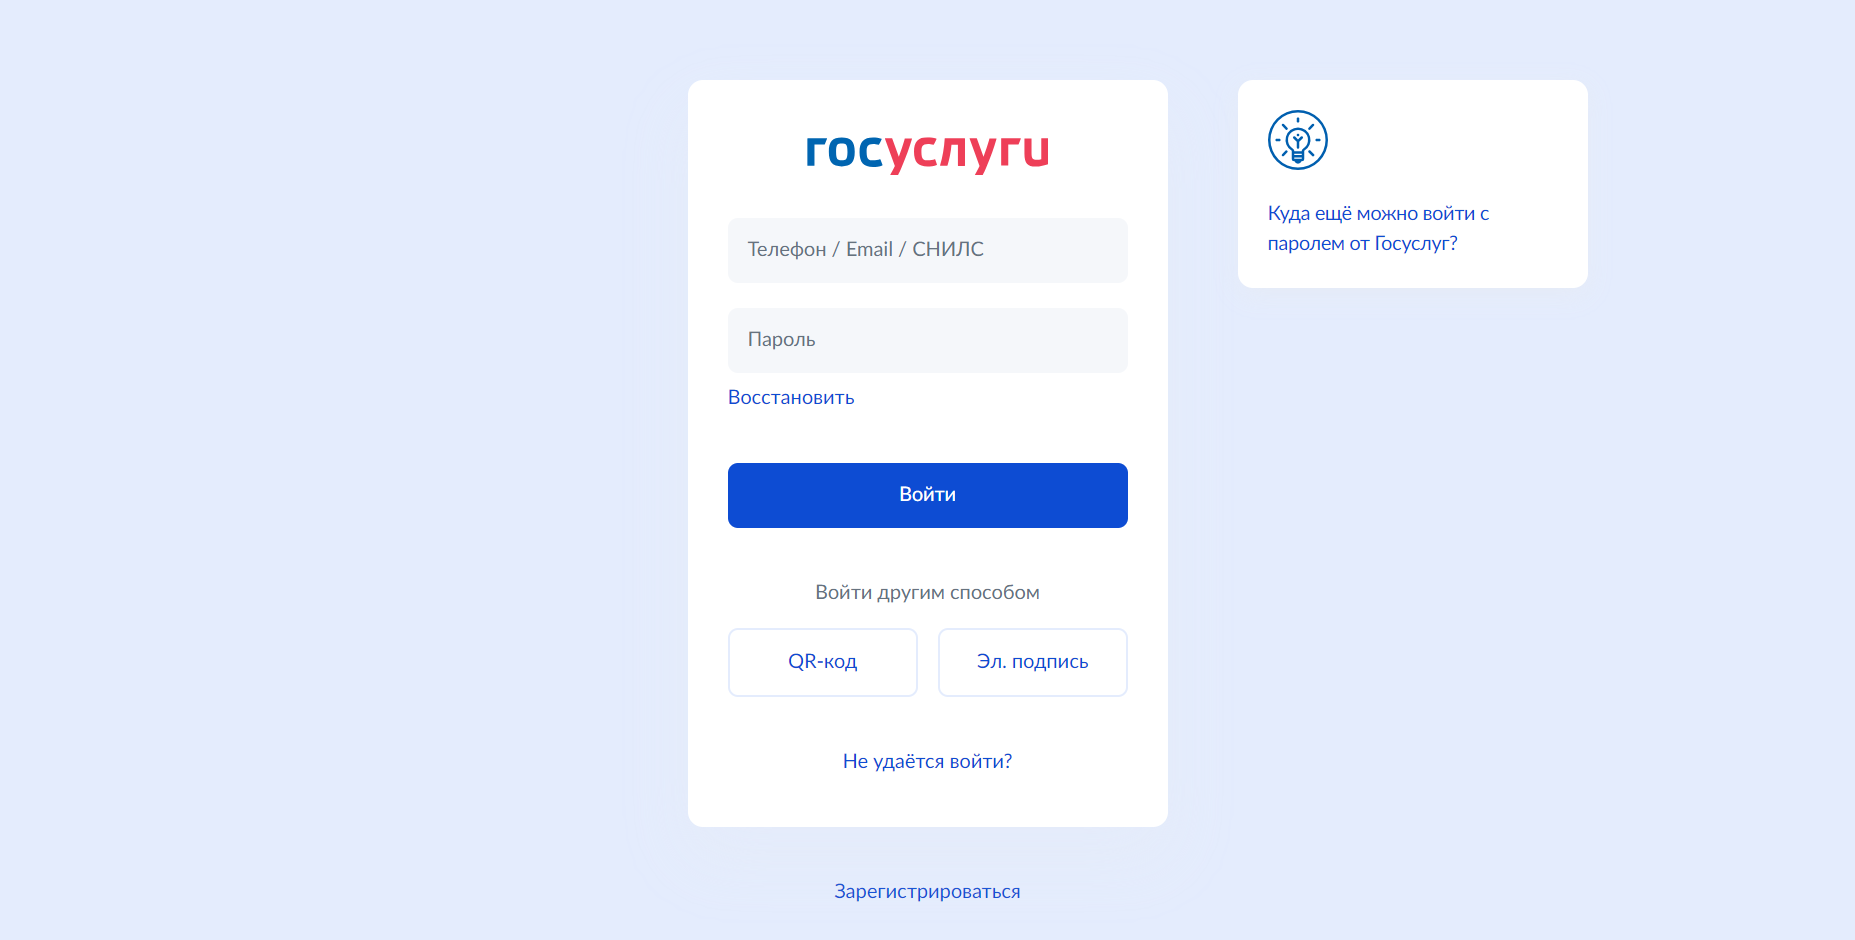 госуслуги
Телефон / Email / СНИЛС
Пароль
Восстановить
Войти
Войти другим способом
QR-код
Эл. подпись
Не удаётся войти?
Зарегистрироваться
Куда ещё можно войти с
паролем от Госуслуг?